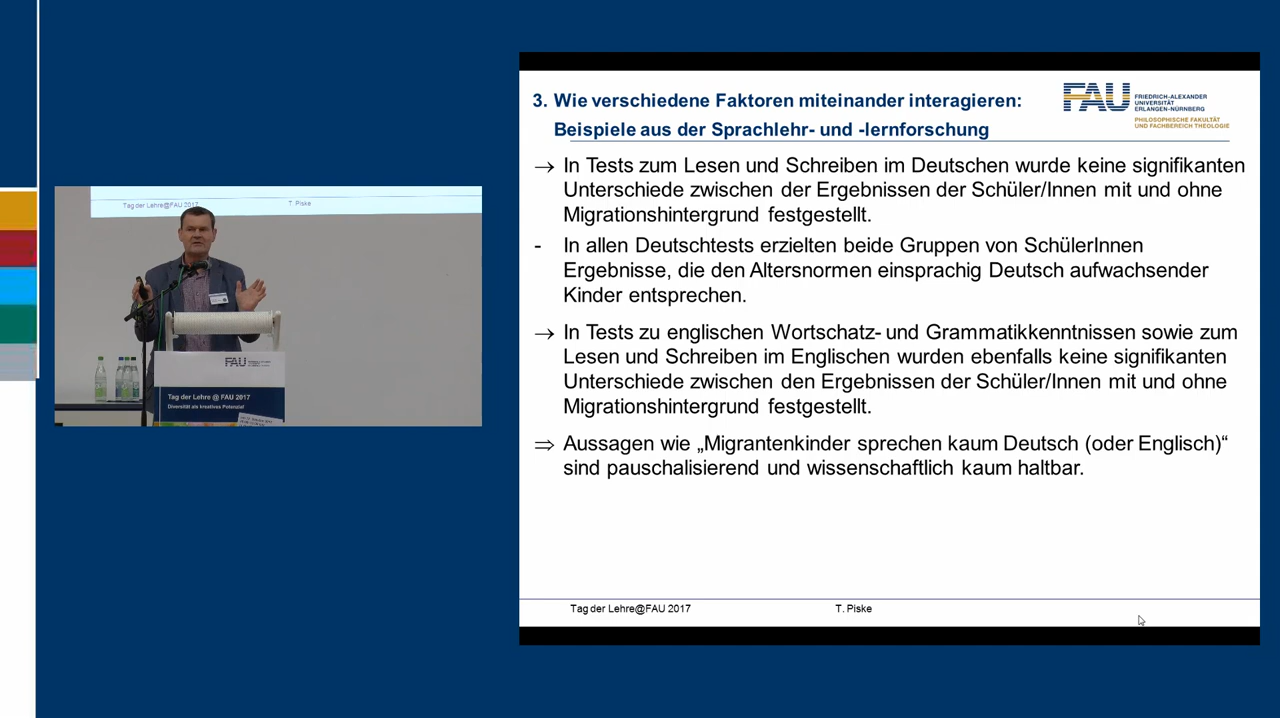 3. Wie verschiedene Faktoren miteinander interagieren:
Beispiele aus der Sprachlehr- und -lernforschung
FAU
FRIEDRICH-ALEXANDER
UNIVERSITÄT
ERLANGEN-NÜRNBERG
PHILOSOPHISCHE FAKULTÄT
UND FACHBEREICH THEOLOGIE
→ In Tests zum Lesen und Schreiben im Deutschen wurde keine signifikanten
Unterschiede zwischen der Ergebnissen der Schüler/Innen mit und ohne
Migrationshintergrund festgestellt.
- In allen Deutschtests erzielten beide Gruppen von SchülerInnen
Ergebnisse, die den Altersnormen einsprachig Deutsch aufwachsender
Kinder entsprechen.
→ In Tests zu englischen Wortschatz- und Grammatikkenntnissen sowie zum
Lesen und Schreiben im Englischen wurden ebenfalls keine signifikanten
Unterschiede zwischen den Ergebnissen der Schüler/Innen mit und ohne
Migrationshintergrund festgestellt.
⇒ Aussagen wie „Migrantenkinder sprechen kaum Deutsch (oder Englisch)“
sind pauschalisierend und wissenschaftlich kaum haltbar.
Tag der Lehre@FAU 2017 T. Piske
Tag der Lehre@FAU 2017 T. Piske
FAU
Tag der Lehre @ FAU 2017
Diversität als kreatives Potenzial